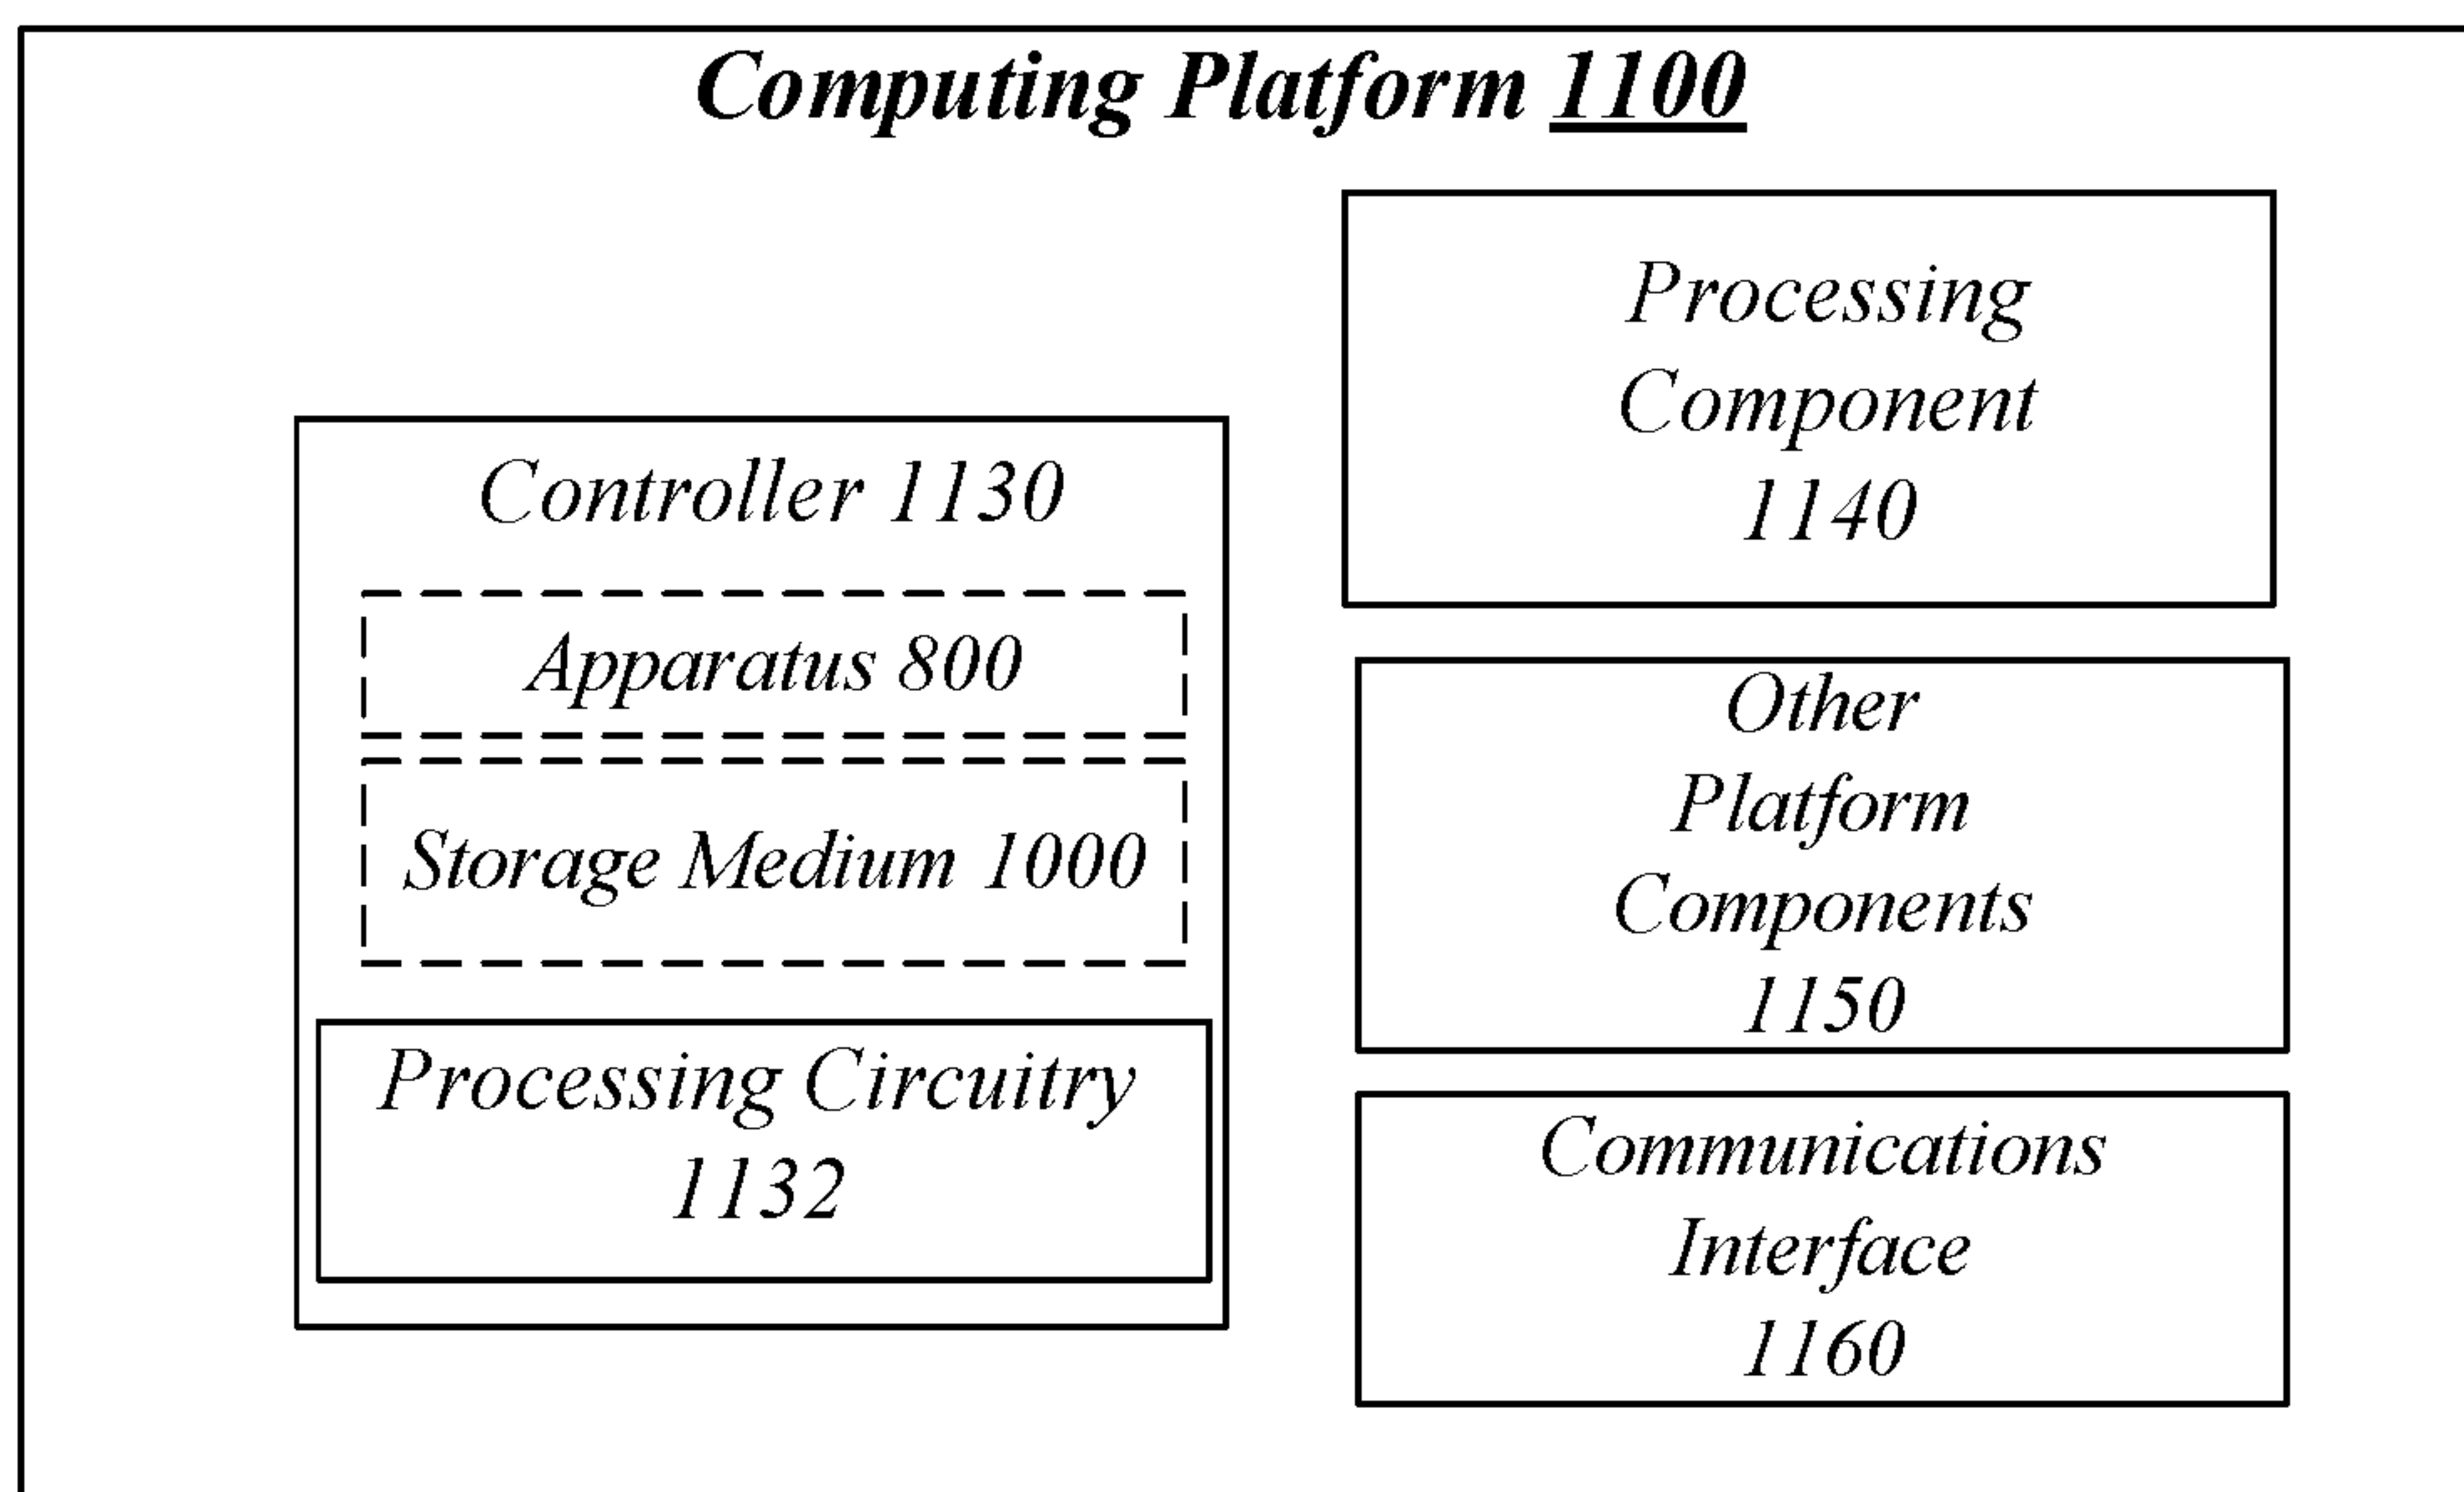 Computing Platform 1100
Controller 1130
Apparatus 800
Storage Medium 1000
Processing Circuitry
1132
Processing
Component
1140
Other
Platform
Components
1150
Communications
Interface
1160